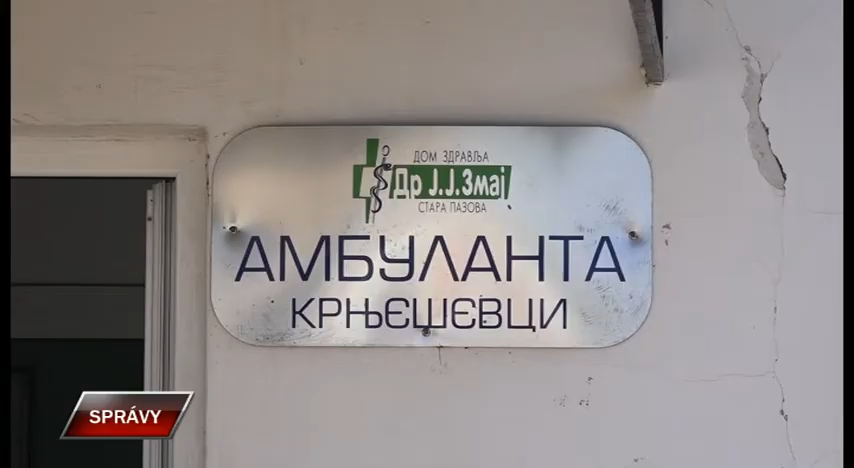 ДОМ ЗДРАВЉА
Др Ј.Ј.Змај
СТАРА ПАЗОВА
АМБУЛАНТА
КРЊЕШЕВЦИ
SPRÁVY